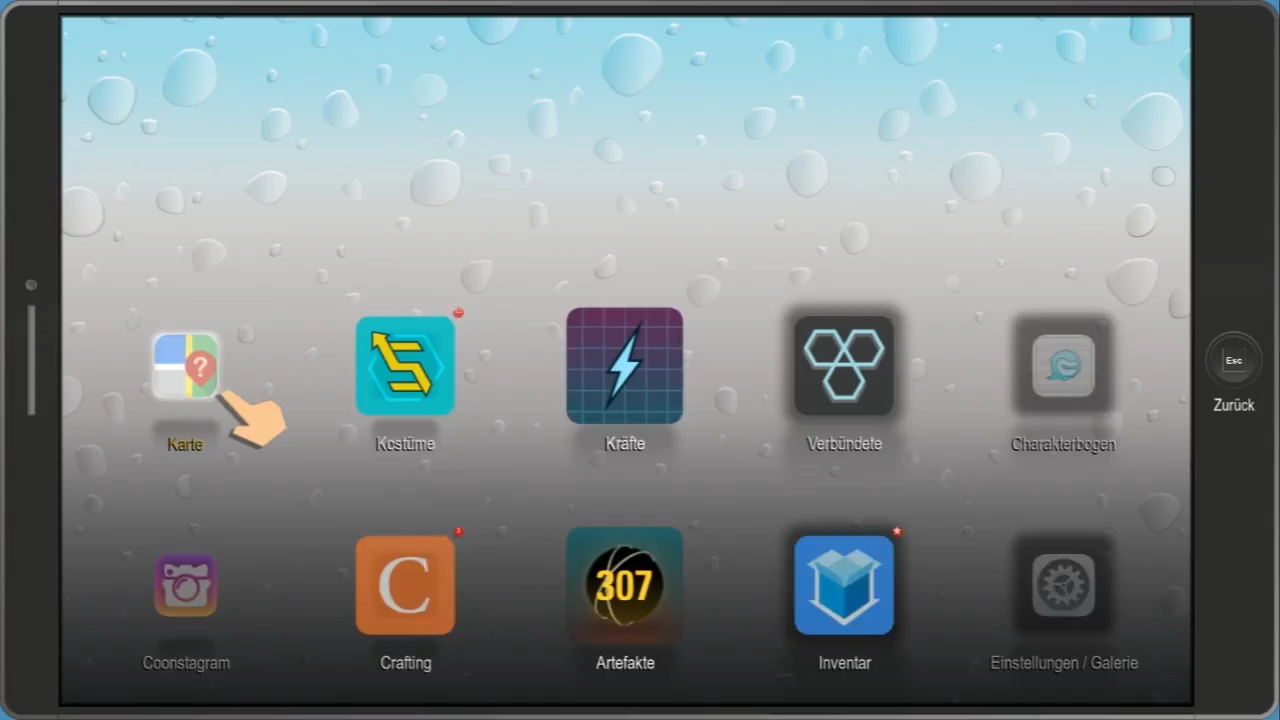 ?
Karte
Kostüme
Kräfte
Verbündete
Charakterbogen
Esc
Zurück
Coonstagram
C
Crafting
307
Artefakte
Inventar
Einstellungen / Galerie